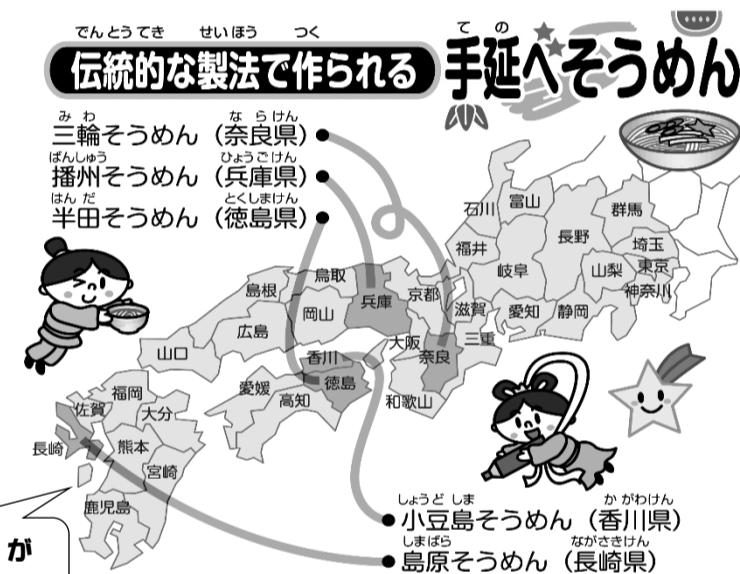 でんとうてき せいほう つく
伝統的な製法で作られる
て の
手延べそうめん
みわ ならけん
三輪そうめん（奈良県）
ばんしゅう ひょうごけん
播州そうめん（兵庫県）
はんだ とくしまけん
半田そうめん（徳島県）
石川
富山
群馬
福井
長野
埼玉
岐阜
山梨
東京
神奈川
鳥取
島根
兵庫
京都
岡山
滋賀
愛知
静岡
広島
大阪
三重
山口
香川
奈良
徳島
愛媛
高知
和歌山
福岡
佐賀
大分
長崎
熊本
宮崎
鹿児島
しょうどしま かがわけん
小豆島そうめん（香川県）
しまばら ながさきけん
島原そうめん（長崎県）
が